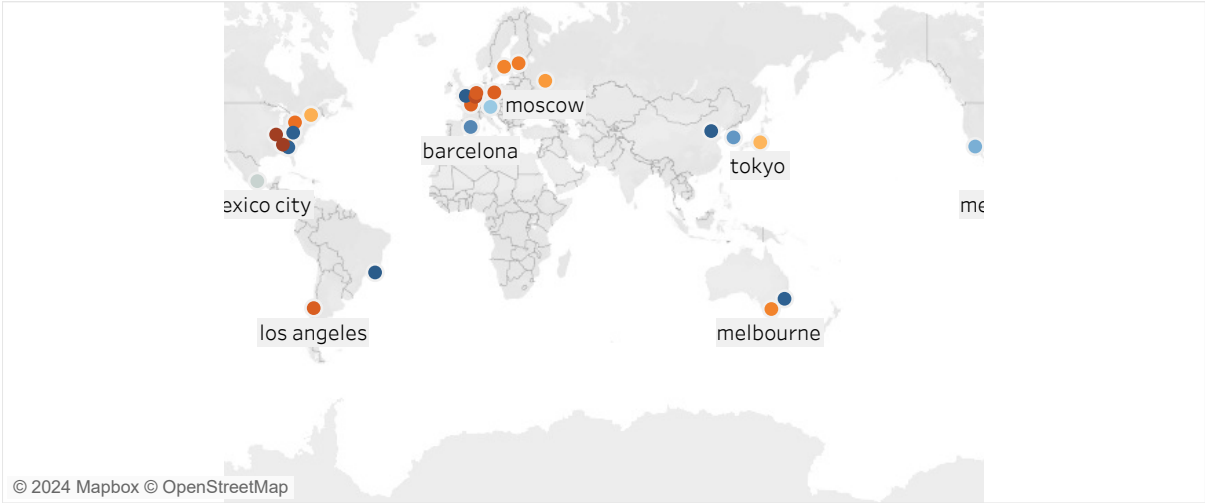 moscow
barcelona
tokyo
exico city
me
los angeles
melbourne
© 2024 Mapbox © OpenStreetMap